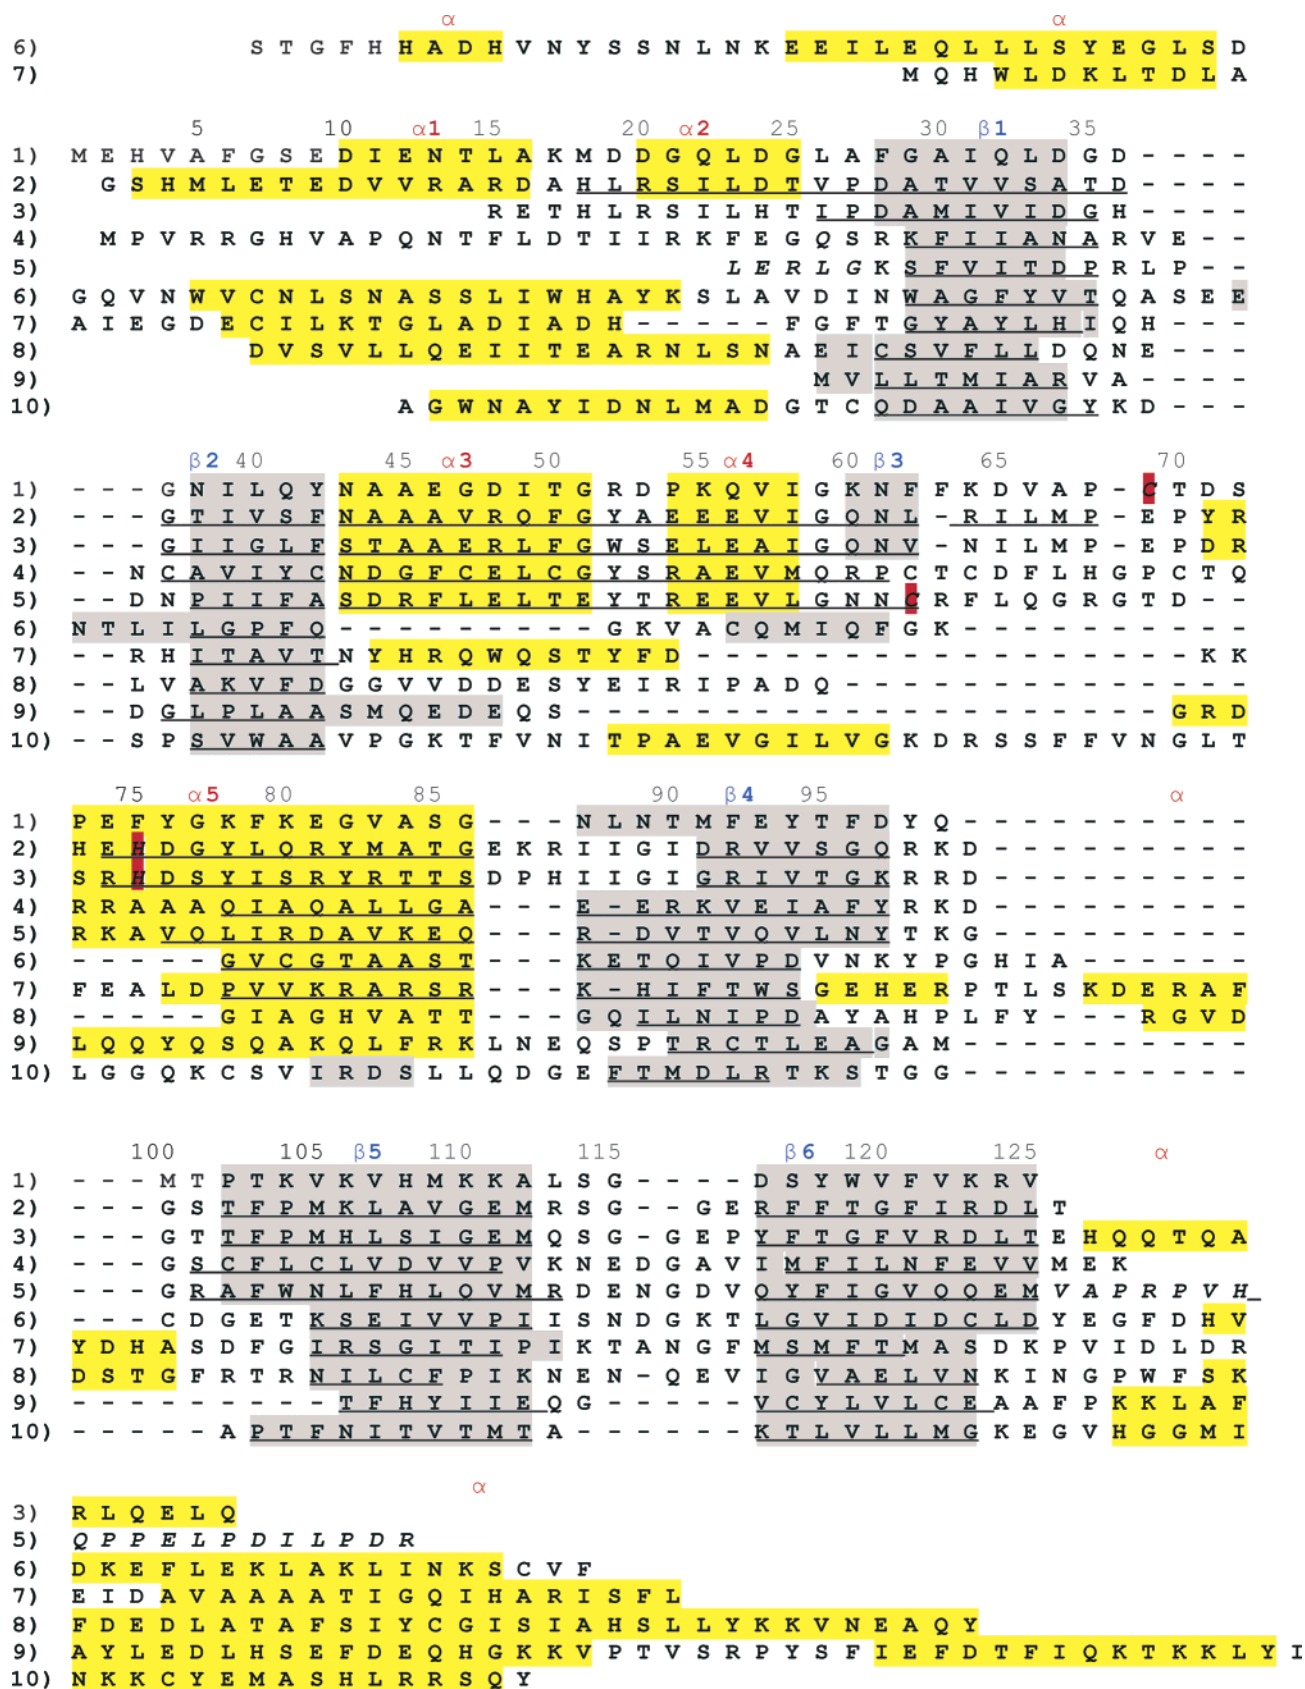 α α
6) S T G F H H A D H V N Y S S N L N K E E I L E Q L L L S Y E G L S D
7) M Q H W L D K L T D L A
5 10 α1 15 20 α2 25 30 β1 35
1) M E H V A F G S E D I E N T L A K M D D G Q L D G L A F G A I Q L D G D - - - -
2) G S H M L E T E D V V R A R D A H L R S I L D T V P D A T V V S A T D - - - -
3) R E T H L R S I L H T I P D A M I V I D G H - - - -
4) M P V R R G H V A P Q N T F L D T I I R K F E G Q S R K F I I A N A R V E - -
5) L E R L G K S F V I T D P R L P - -
6) G Q V N W V C N L S N A S S L I W H A Y K S L A V D I N W A G F Y V T Q A S E E
7) A I E G D E C I L K T G L A D I A D H - - - - - F G F T G Y A Y L H I Q H - - - -
8) D V S V L L Q E I I T E A R N L S N A E I C S V F L L D Q N E - - -
9) M V L L T M I A R V A - - - -
10) A G W N A Y I D N L M A D G T C Q D A A I V G Y K D - - -
β2 40 45 α3 50 55 α4 60 β3 65 70
1) - - - G N I L Q Y N A A E G D I T G R D P K Q V I G K N F F K D V A P - C T D S
2) - - - G T I V S F N A A A V R Q F G Y A E E E V I G Q N L - R I L M P - E P Y R
3) - - - G I I G L F S T A A E R L F G W S E L E A I G Q N V - N I L M P - E P D R
4) - - N C A V I Y C N D G F C E L C G Y S R A E V M Q R P C T C D F L H G P C T Q
5) - - D N P I I F A S D R F L E L T E Y T R E E V L G N N C R F L Q G R G T D - -
6) N T L I L G P F Q - - - - - - - - - G K V A C Q M I Q F G K - - - - - - - - - -
7) - - R H I T A V T N Y H R Q W Q S T Y F D - - - - - - - - - - - - - - - - - K K
8) - - L V A K V F D G G V V D D E S Y E I R I P A D Q - - - - - - - - - - - - - -
9) - - D G L P L A A S M Q E D E Q S - - - - - - - - - - - - - - - - - - - - G R D
10) - - S P S V W A A V P G K T F V N I T P A E V G I L V G K D R S S F F V N G L T
75 α5 80 85 90 β4 95 α
1) P E F Y G K F K E G V A S G - - - N L N T M F E Y T F D Y Q - - - - - - - - - -
2) H E H D G Y L Q R Y M A T G E K R I I G I D R V V S G Q R K D - - - - - - - - -
3) S R H D S Y I S R Y R T T S D P H I I G I G R I V T G K R R D - - - - - - - - -
4) R R A A A Q I A Q A L L G A - - - E - E R K V E I A F Y R K D - - - - - - - - -
5) R K A V Q L I R D A V K E Q - - - R - D V T V Q V L N Y T K G - - - - - - - - -
6) - - - - - G V C G T A A S T - - - K E T Q I V P D V N K Y P G H I A - - - - - -
7) F E A L D P V V K R A R S R - - - K - H I F T W S G E H E R P T L S K D E R A F
8) - - - - - G I A G H V A T T - - - G Q I L N I P D A Y A H P L F Y - - - R G V D
9) L Q Q Y Q S Q A K Q L F R K L N E Q S P T R C T L E A G A M - - - - - - - - - -
10) L G G Q K C S V I R D S L L Q D G E F T M D L R T K S T G G - - - - - - - - - -
100 105 β5 110 115 β6 120 125 α
1) - - - M T P T K V K V H M K K A L S G - - - - D S Y W V F V K R V
2) - - - G S T F P M K L A V G E M R S G - - G E R F F T G F I R D L T
3) - - - G T T F P M H L S I G E M Q S G - G E P Y F T G F V R D L T E H Q Q T Q A
4) - - - G S C F L C L V D V V P V K N E D G A V I M F I L N F E V V M E K
5) - - - G R A F W N L F H L Q V M R D E N G D V Q Y F I G V Q Q E M V A P R P V H
6) - - - C D G E T K S E I V V P I I S N D G K T L G V I D I D C L D Y E G F D H V
7) Y D H A S D F G I R S G I T I P I K T A N G F M S M F T M A S D K P V I D L D R
8) D S T G F R T R N I L C F P I K N E N - Q E V I G V A E L V N K I N G P W F S K
9) - - - - - - - - - T F H Y I I E Q G - - - - - V C Y L V L C E A A F P K K L A F
10) - - - - - A P T F N I T V T M T A - - - - - - K T L V L L M G K E G V H G G M I
α
3) R L Q E L Q
5) Q P P E L P D I L P D R
6) D K E F L E K L A K L I N K S C V F
7) E I D A V A A A A T I G Q I H A R I S F L
8) F D E D L A T A F S I Y C G I S I A H S L L Y K K V N E A Q Y
9) A Y L E D L H S E F D E Q H G K K V P T V S R P Y S F I E F D T F I Q K T K K L Y I
10) N K K C Y E M A S H L R R S Q Y